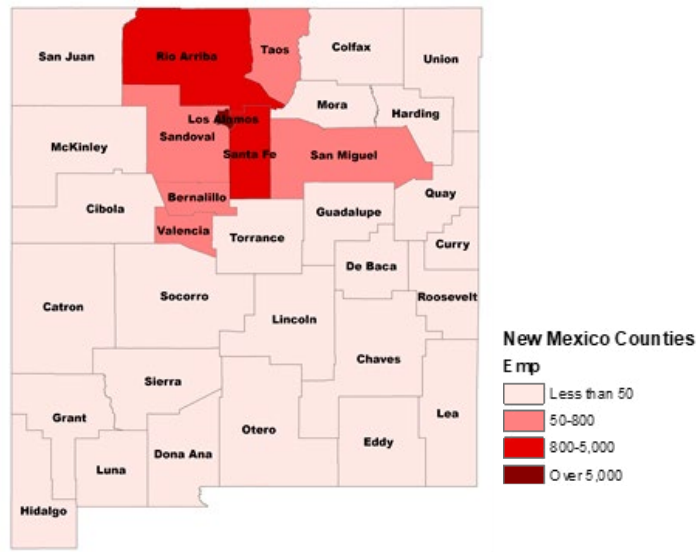 San Juan
Rio Arriba
Taos
Colfax
Union
Mora
Harding
Los Alamos
Sandoval
McKinley
Santa Fe
San Miguel
Bernalillo
Quay
Cibola
Guadalupe
Valencia
Torrance
Curry
De Baca
Socorro
Roosevelt
Catron
Lincoln
Chaves
Sierra
Grant
Lea
Otero
Eddy
Dona Ana
Luna
Hidalgo
New Mexico Counties
Emp
Less than 50
50-800
800-5,000
Over 5,000